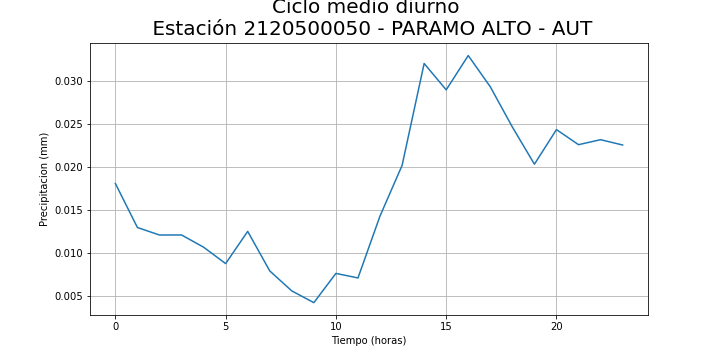 Ciclo medio diurno
Estación 2120500050 - PARAMO ALTO - AUT
0.030
0.025
0.020
0.015
0.010
0.005
Precipitacion (mm)
0 5 10 15 20
Tiempo (horas)